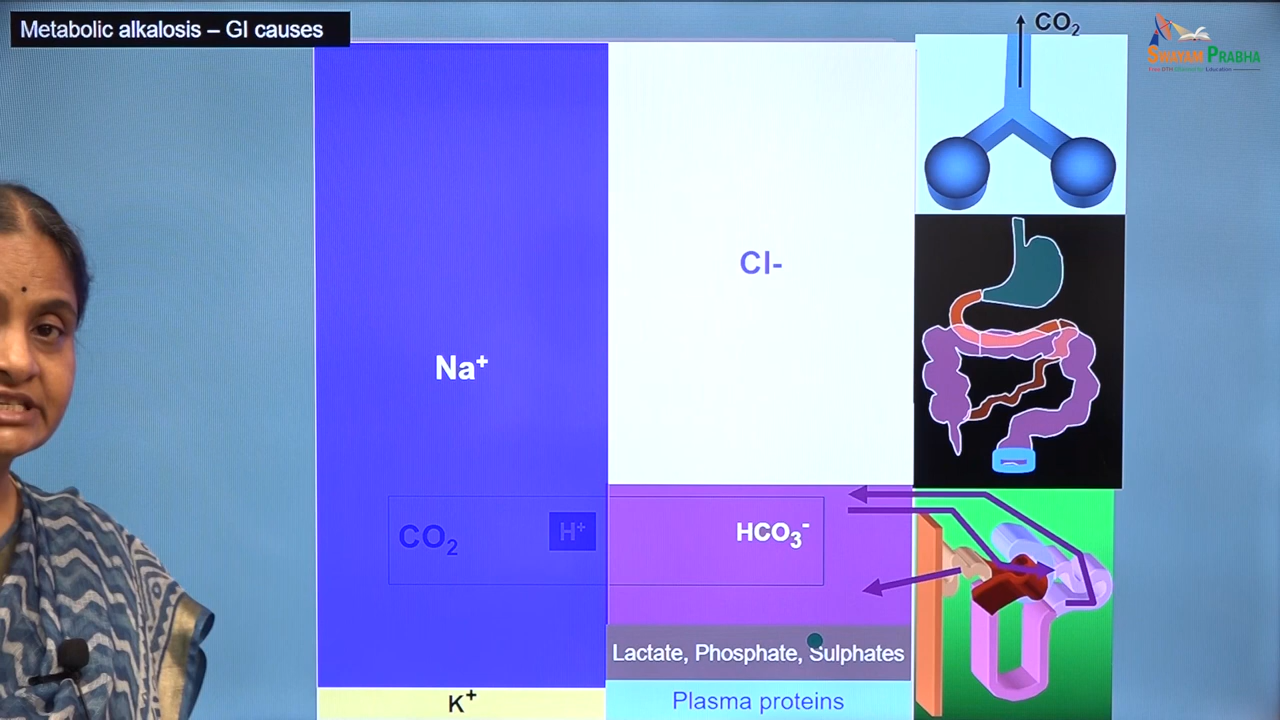 Metabolic alkalosis – GI causes
CO2
SWAYAM PRABHA
Cl-
Na+
CO2
H+
HCO3-
Lactate, Phosphate, Sulphates
K+
Plasma proteins